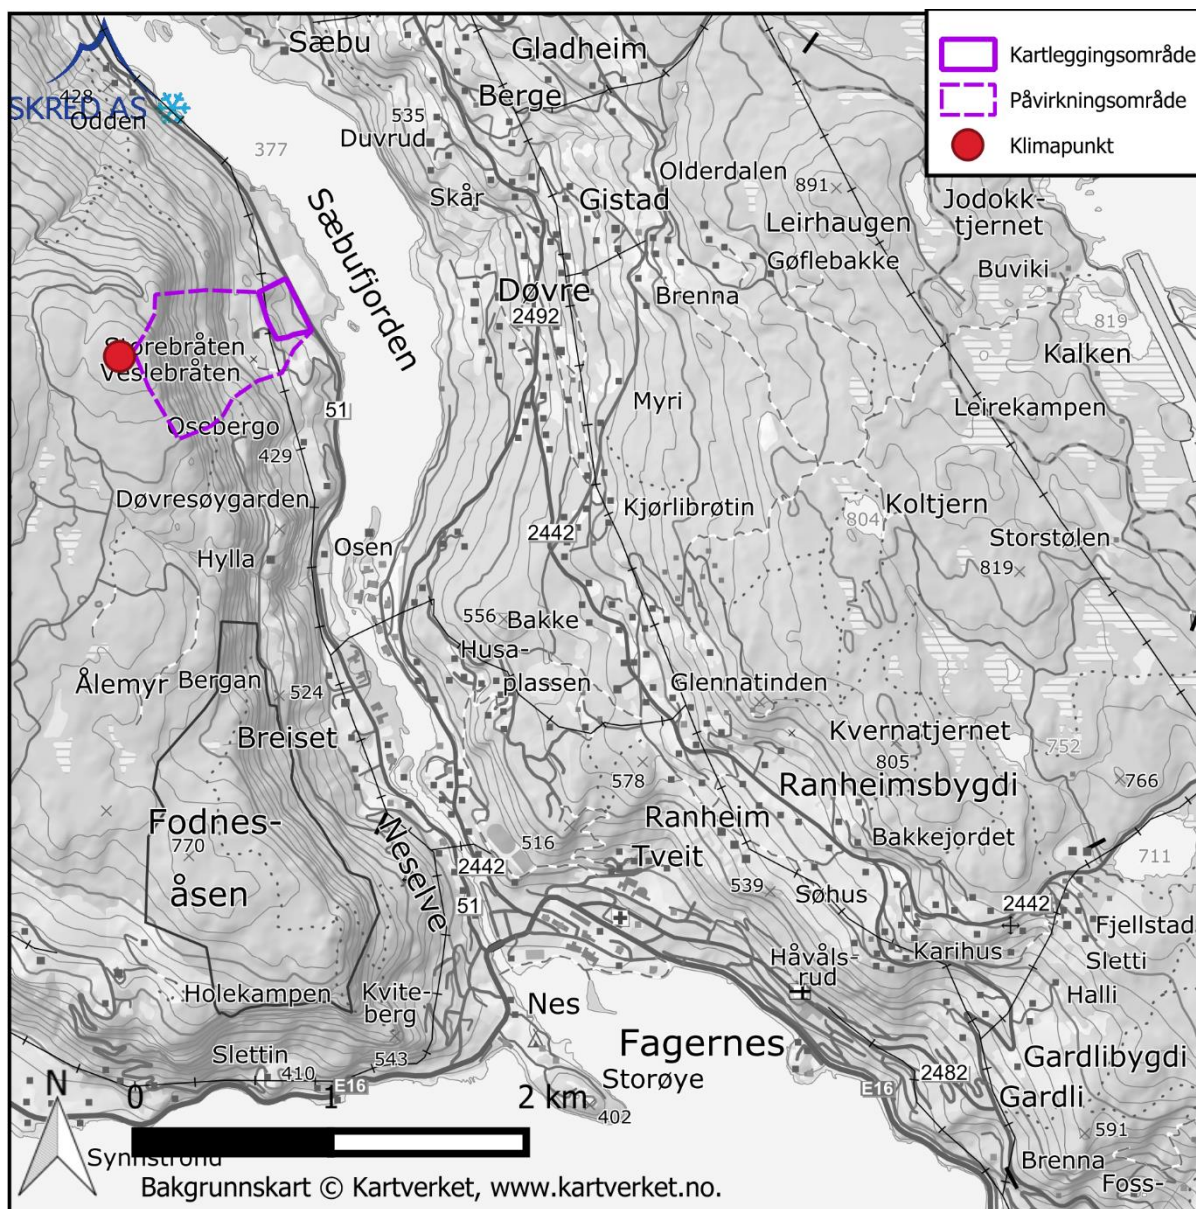 Sæbu
Gladheim
Kartleggingsområde
Påvirkningsområde
Klimapunkt
428
SKRED AS
Odden
377
535
Duvrud
Berge
Skår
Olderdalen
891
Gistad
Leirhaugen
Jodokk-
tjernet
Sæbufjorden
Gøflebakke
Buviki
Døvre
Brenna
2492
819
Storebråten
Veslebråten
Kalken
51
Myri
Leirekampen
Osebergo
429
Døvresøygarden
Kjørlibrøtin
Koltjern
804
Hylla
Osen
2442
Storstølen
819
556
Bakke
Husa-
plassen
Ålemyr
Bergan
524
Glennatinden
Breiset
Kvernatjernet
752
805
578
766
Ranheimsbygdi
Fodnes-
åsen
770
Neselve
516
Ranheim
Bakkejordet
711
2442
Tveit
51
539
Søhus
2442
Fjellstad
Håvåls-
rud
Karihus
Sletti
Holekampen
Kvite-
berg
Nes
Halli
543
Fagernes
Gardlibygdi
Slettin
410
E16
Storøye
2482
Gardli
E16
402
591
N
0 1 2 km
Synnstrond
Brenna
Foss-
Bakgrunnskart © Kartverket, www.kartverket.no.